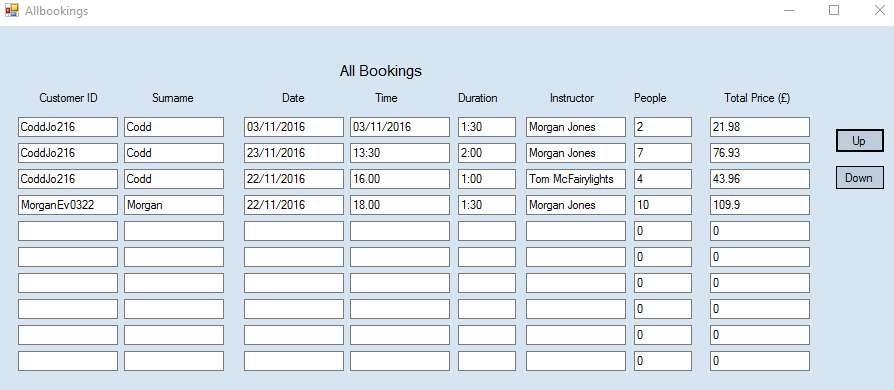 Allbookings
All Bookings
Customer ID Surname Date Time Duration Instructor People Total Price (£)
CoddJo216 Codd 03/11/2016 03/11/2016 1:30 Morgan Jones 2 21.98
Up
CoddJo216 Codd 23/11/2016 13:30 2:00 Morgan Jones 7 76.93
CoddJo216 Codd 22/11/2016 16.00 1:00 Tom McFairylights 4 43.96
Down
MorganEv0322 Morgan 22/11/2016 18.00 1:30 Morgan Jones 10 109.9
0 0
0 0
0 0
0 0
0 0
0 0